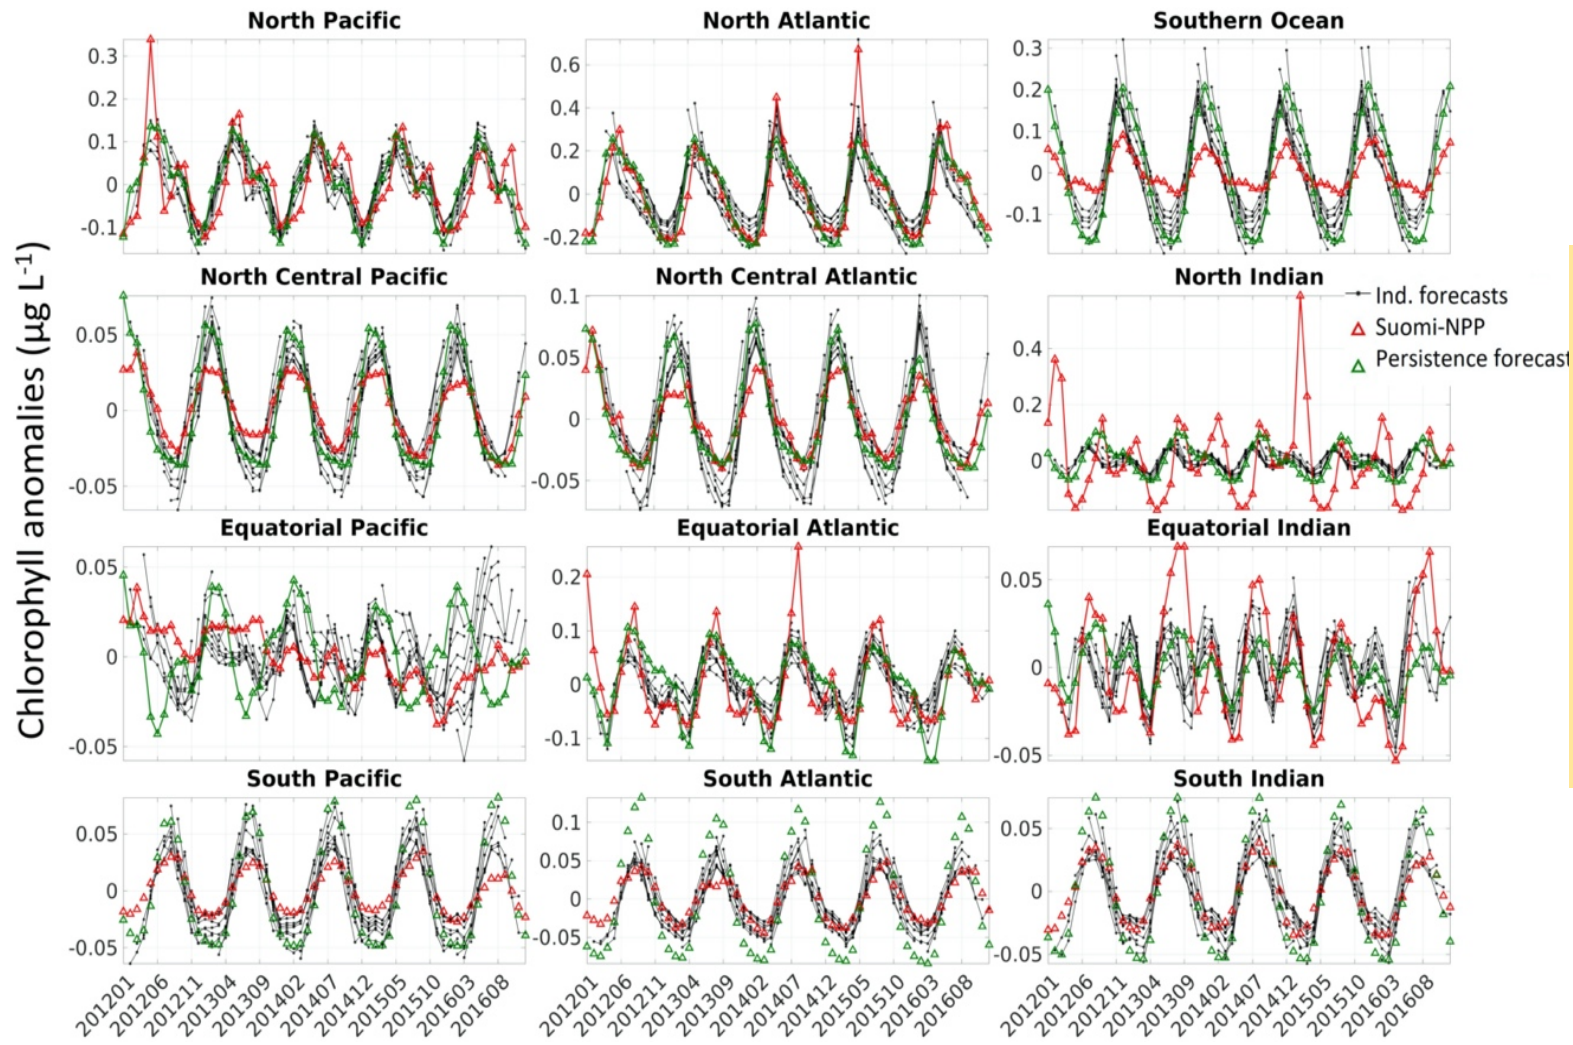 North Pacific
North Atlantic
Southern Ocean
0.3
0.2
0.1
0
-0.1
0.6
0.4
0.2
0
-0.2
0.3
0.2
0.1
0
-0.1
Chlorophyll anomalies (µg L-1)
North Central Pacific
North Central Atlantic
North Indian
0.05
0
-0.05
0.1
0.05
0
-0.05
0.4
0.2
0
Ind. forecasts
Suomi-NPP
Persistence forecast
Equatorial Pacific
Equatorial Atlantic
Equatorial Indian
0.05
0
-0.05
0.2
0.1
0
-0.1
0.05
0
-0.05
South Pacific
South Atlantic
South Indian
0.05
0
-0.05
0.1
0.05
0
-0.05
0.05
0
-0.05
201201 201206 201211 201304 201309 201402 201407 201412 201505 201510 201603 201608
201201 201206 201211 201304 201309 201402 201407 201412 201505 201510 201603 201608
201201 201206 201211 201304 201309 201402 201407 201412 201505 201510 201603 201608